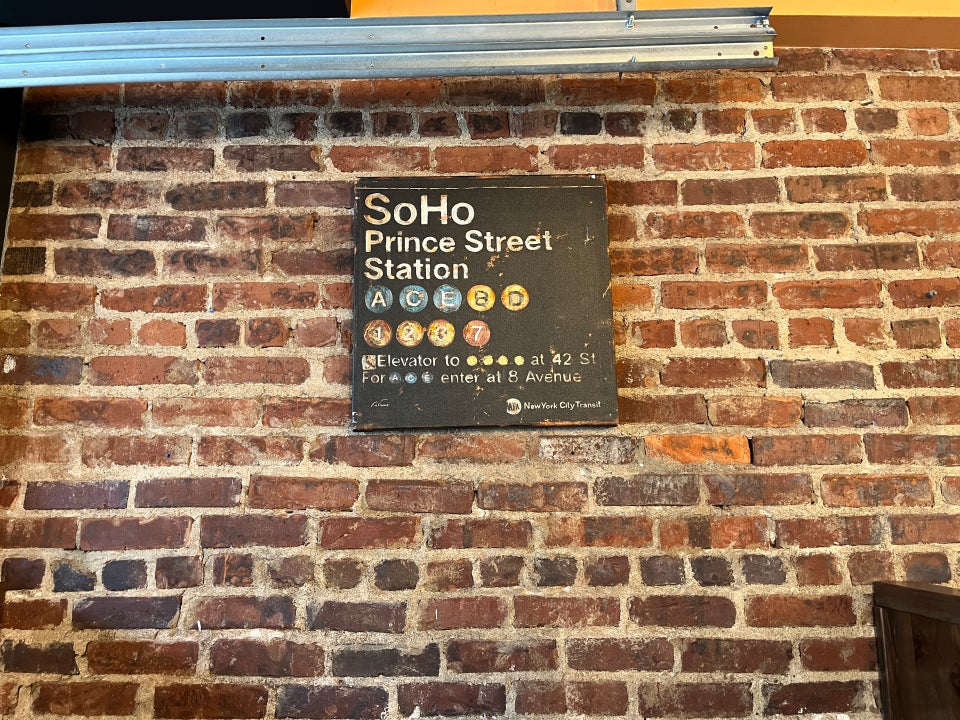 SoHo
Prince Street
Station
A C E B D
1 2 3 7
Elevator to at 42 St
For A C E enter at 8 Avenue
New York City Transit